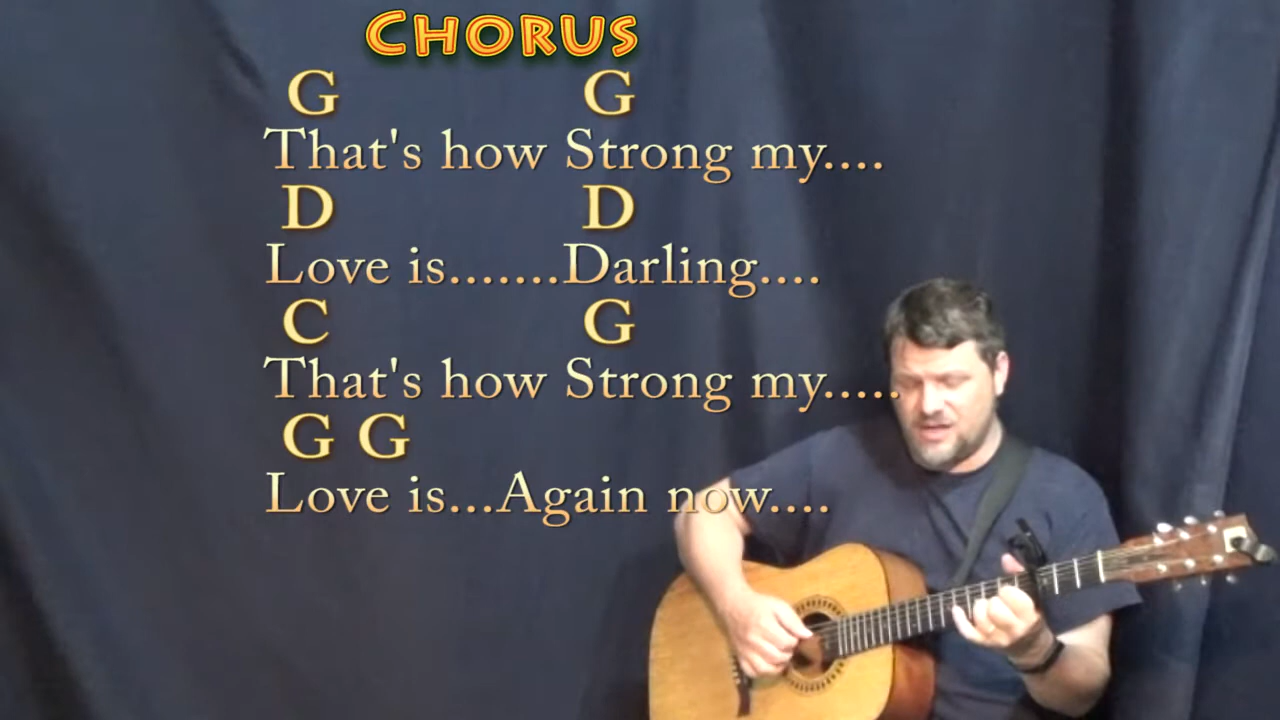 CHORUS
G G
That's how Strong my....
D D
Love is.......Darling....
C G
That's how Strong my.....
G G
Love is...Again now....